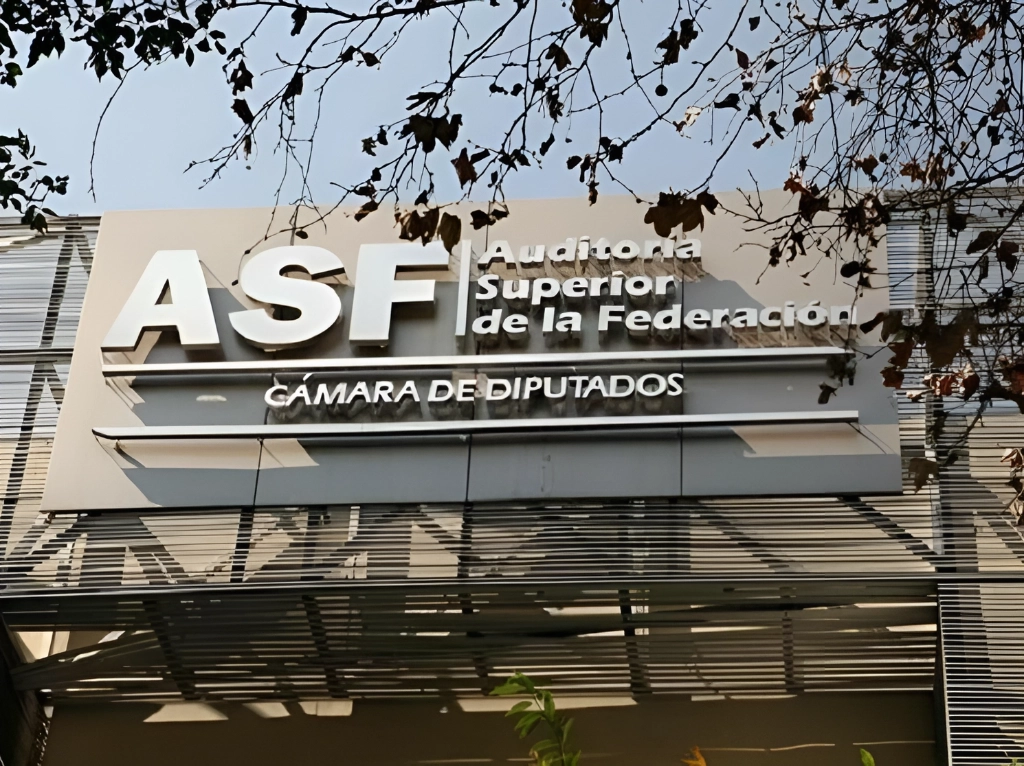 ASF
Auditoría
Superior
de la Federación
CÁMARA DE DIPUTADOS